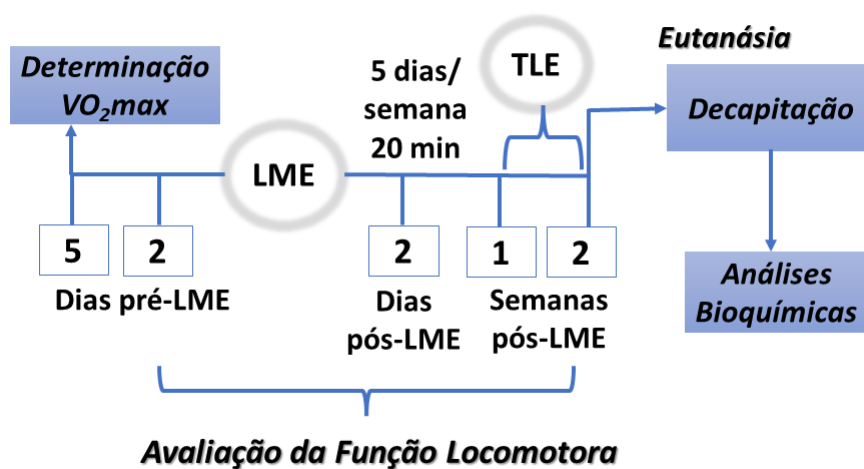 Determinação
VO₂max
5 dias/
semana
20 min
TLE
Eutanásia
Decapitação
LME
5
2
2
1
2
Dias pré-LME
Dias
pós-LME
Semanas
pós-LME
Análises
Bioquímicas
Avaliação da Função Locomotora